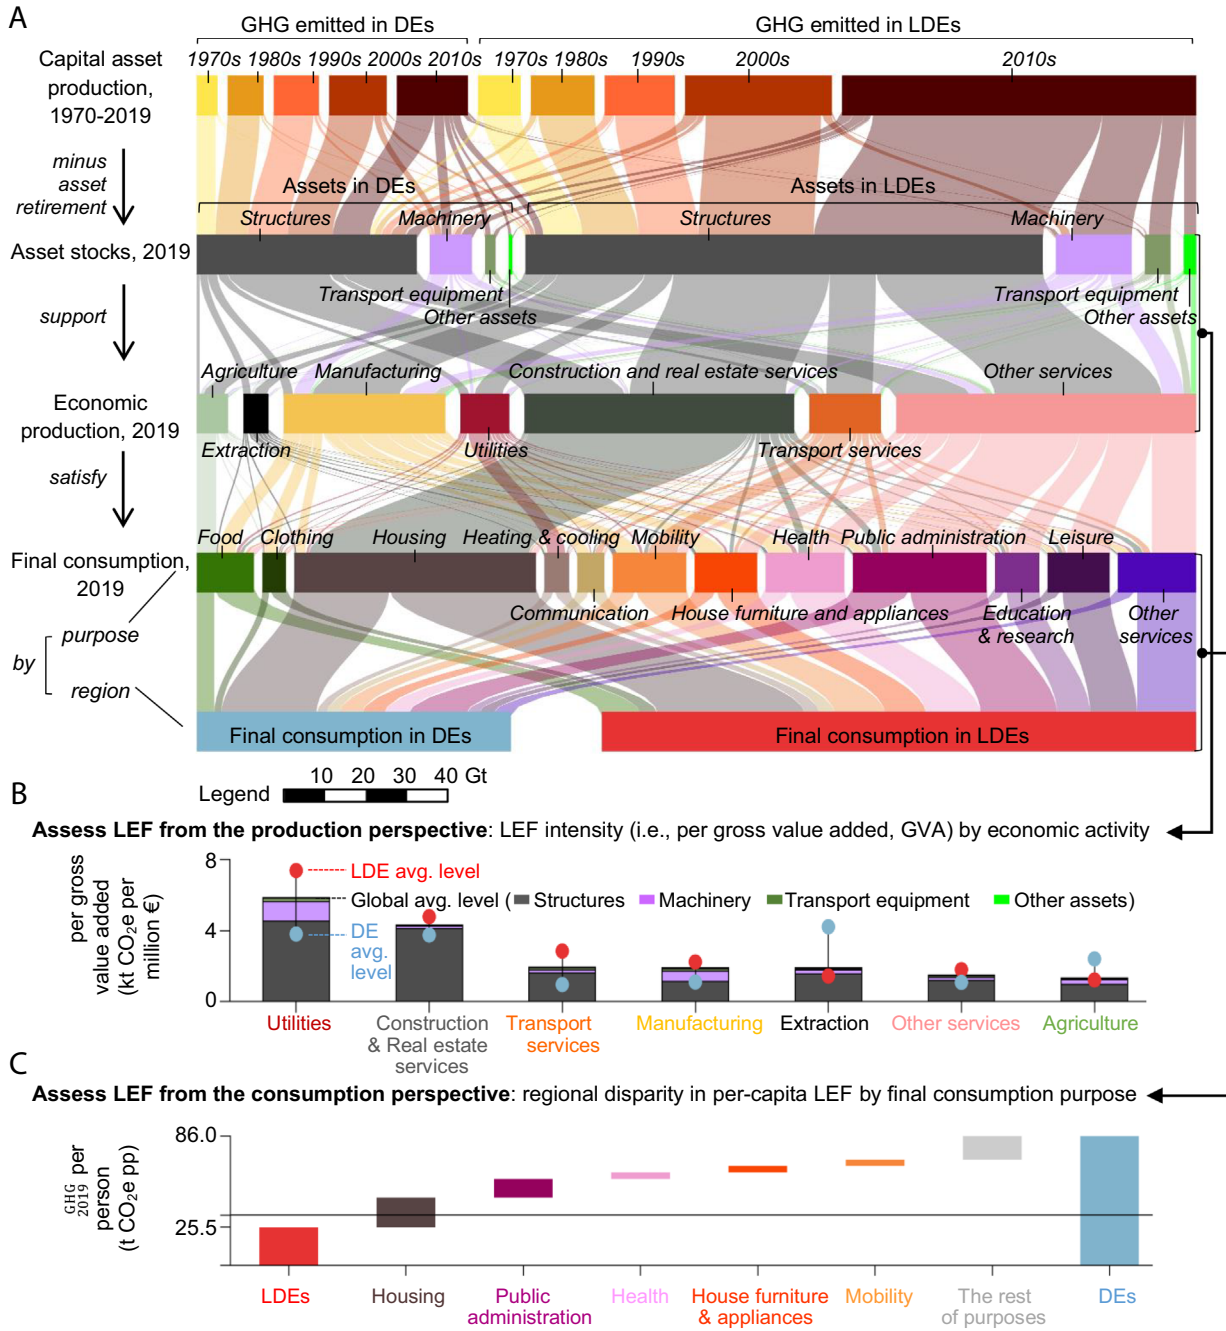 A
GHG emitted in DEs
GHG emitted in LDEs
Capital asset
production,
1970-2019
1970s 1980s 1990s 2000s 2010s 1970s 1980s 1990s 2000s 2010s
minus
asset
retirement
Assets in DEs
Assets in LDEs
Structures Machinery Structures Machinery
Asset stocks, 2019
Transport equipment Transport equipment
Other assets Other assets
support
Agriculture Manufacturing Construction and real estate services Other services
Economic
production, 2019
Extraction Utilities Transport services
satisfy
Food Clothing Housing Heating & cooling Mobility Health Public administration Leisure
Final consumption,
2019
Communication House furniture and appliances Education
& research
Other
services
purpose
by
region
Final consumption in DEs
Final consumption in LDEs
Legend 10 20 30 40 Gt
B
Assess LEF from the production perspective: LEF intensity (i.e., per gross value added, GVA) by economic activity
per gross
value added
(kt CO2e per
million €)
8
4
0
LDE avg. level
Global avg. level ( Structures Machinery Transport equipment Other assets)
DE
avg.
level
Utilities
Construction
& Real estate
services
Transport
services
Manufacturing
Extraction
Other services
Agriculture
C
Assess LEF from the consumption perspective: regional disparity in per-capita LEF by final consumption purpose
GHG
2019 per
person
(t CO2e pp)
86.0
25.5
LDEs
Housing
Public
administration
Health
House furniture
& appliances
Mobility
The rest
of purposes
DEs